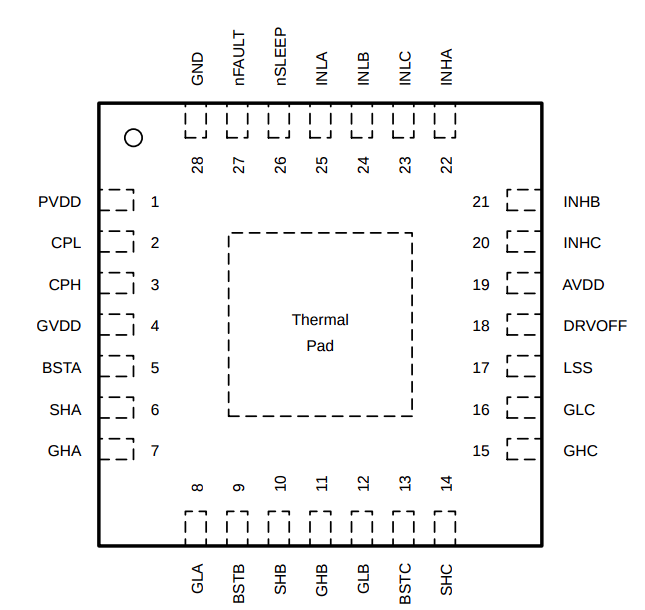 GND nFAULT nSLEEP INLA INLB INLC INHA
28 27 26 25 24 23 22
PVDD 1 21 INHB
CPL 2 20 INHC
CPH 3 19 AVDD
GVDD 4 18 DRVOFF
BSTA 5 17 LSS
SHA 6 16 GLC
GHA 7 15 GHC
Thermal
Pad
8 9 10 11 12 13 14
GLA BSTB SHB GHB GLB BSTC SHC